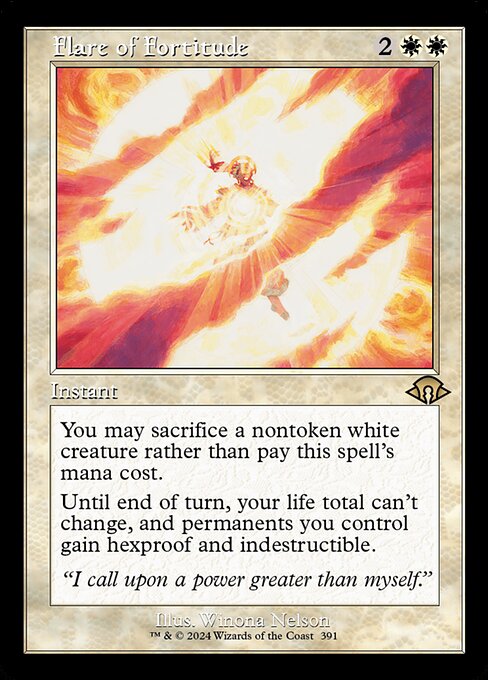 Flare of Fortitude 2
Instant
You may sacrifice a nontoken white
creature rather than pay this spell's
mana cost.
Until end of turn, your life total can't
change, and permanents you control
gain hexproof and indestructible.
"I call upon a power greater than myself."
Illus. Winona Nelson
™ & © 2024 Wizards of the Coast 391